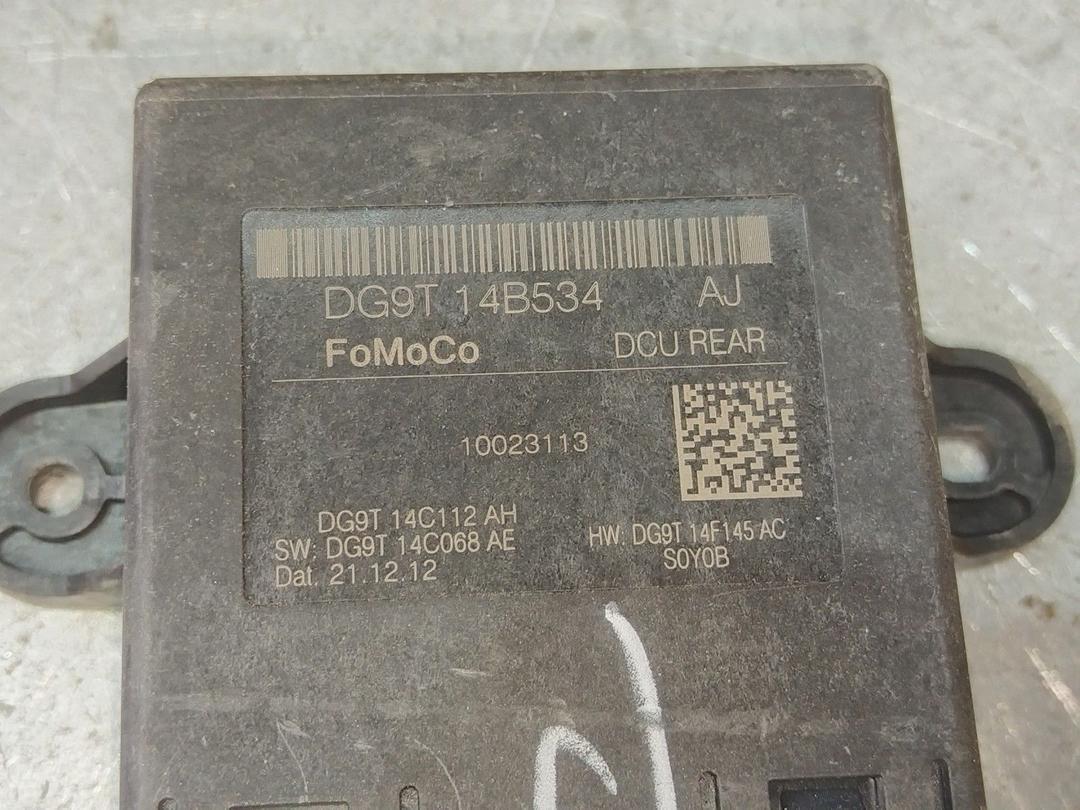 DG9T 14B534 AJ
FoMoCo DCU REAR
10023113
DG9T 14C112 AH
SW: DG9T 14C068 AE
Dat. 21.12.12
HW: DG9T 14F145 AC
S0Y0B